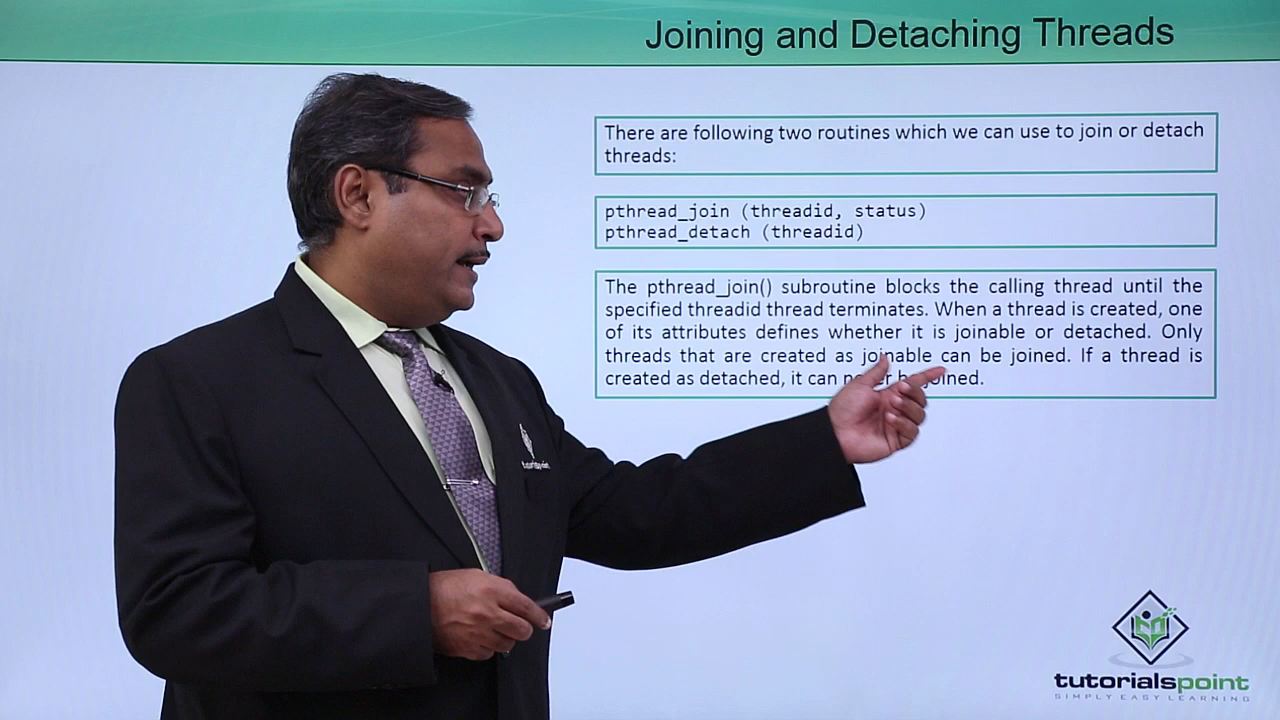 Joining and Detaching Threads
There are following two routines which we can use to join or detach
threads:
pthread_join (threadid, status)
pthread_detach (threadid)
The pthread_join() subroutine blocks the calling thread until the
specified threadid thread terminates. When a thread is created, one
of its attributes defines whether it is joinable or detached. Only
threads that are created as joinable can be joined. If a thread is
created as detached, it can joined.
tutorialspoint
SIMPLY EASY LEARNING